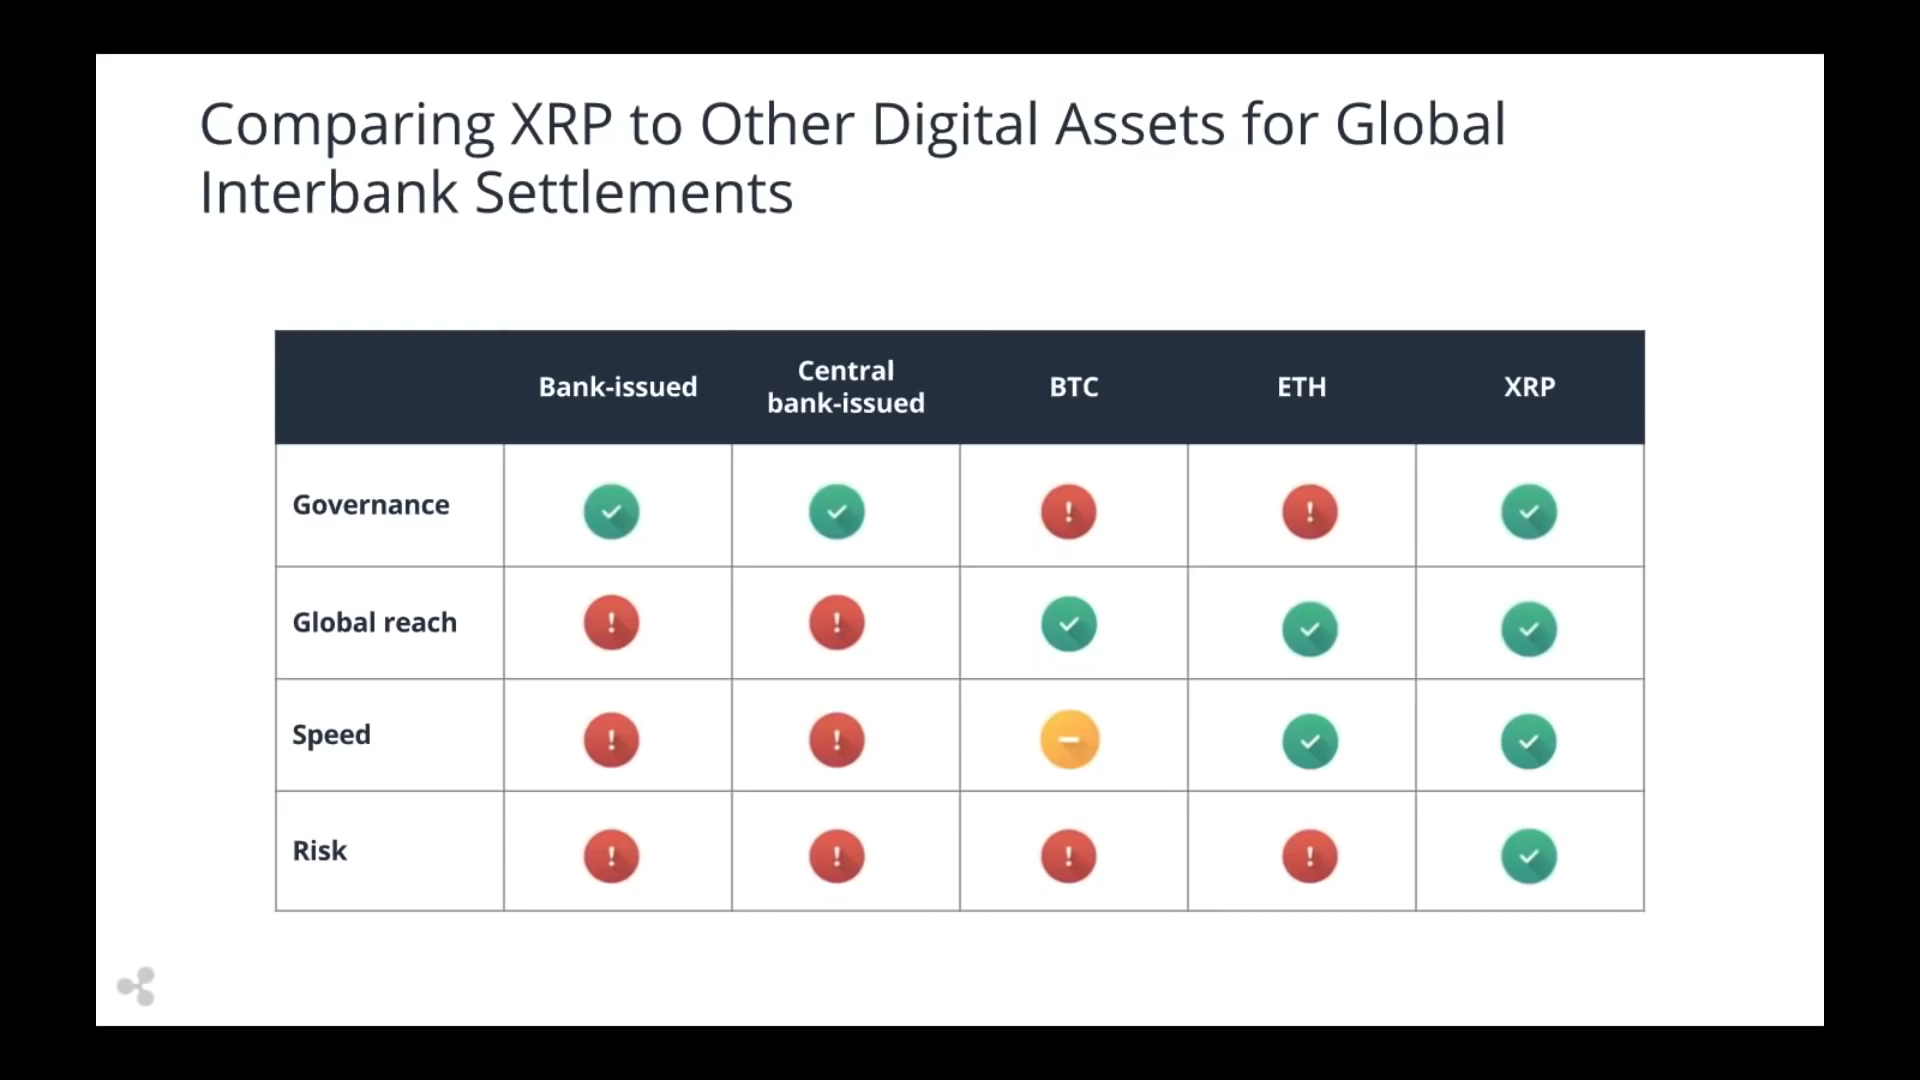 Comparing XRP to Other Digital Assets for Global
Interbank Settlements
Bank-issued
Central
bank-issued
BTC
ETH
XRP
Governance
Global reach
Speed
Risk